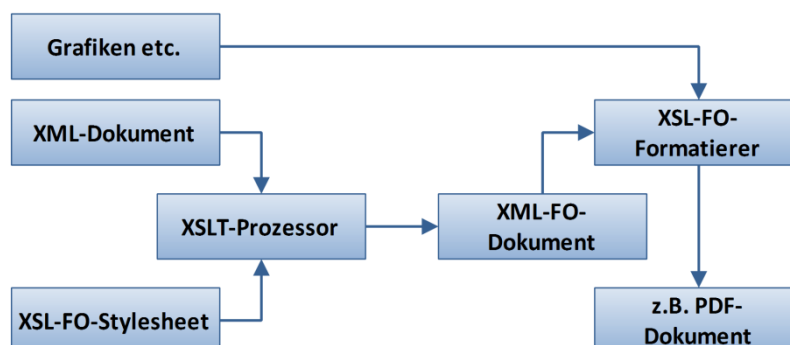 Grafiken etc.
XML-Dokument
XSL-FO-
Formatierer
XSLT-Prozessor
XML-FO-
Dokument
XSL-FO-Stylesheet
z.B. PDF-
Dokument